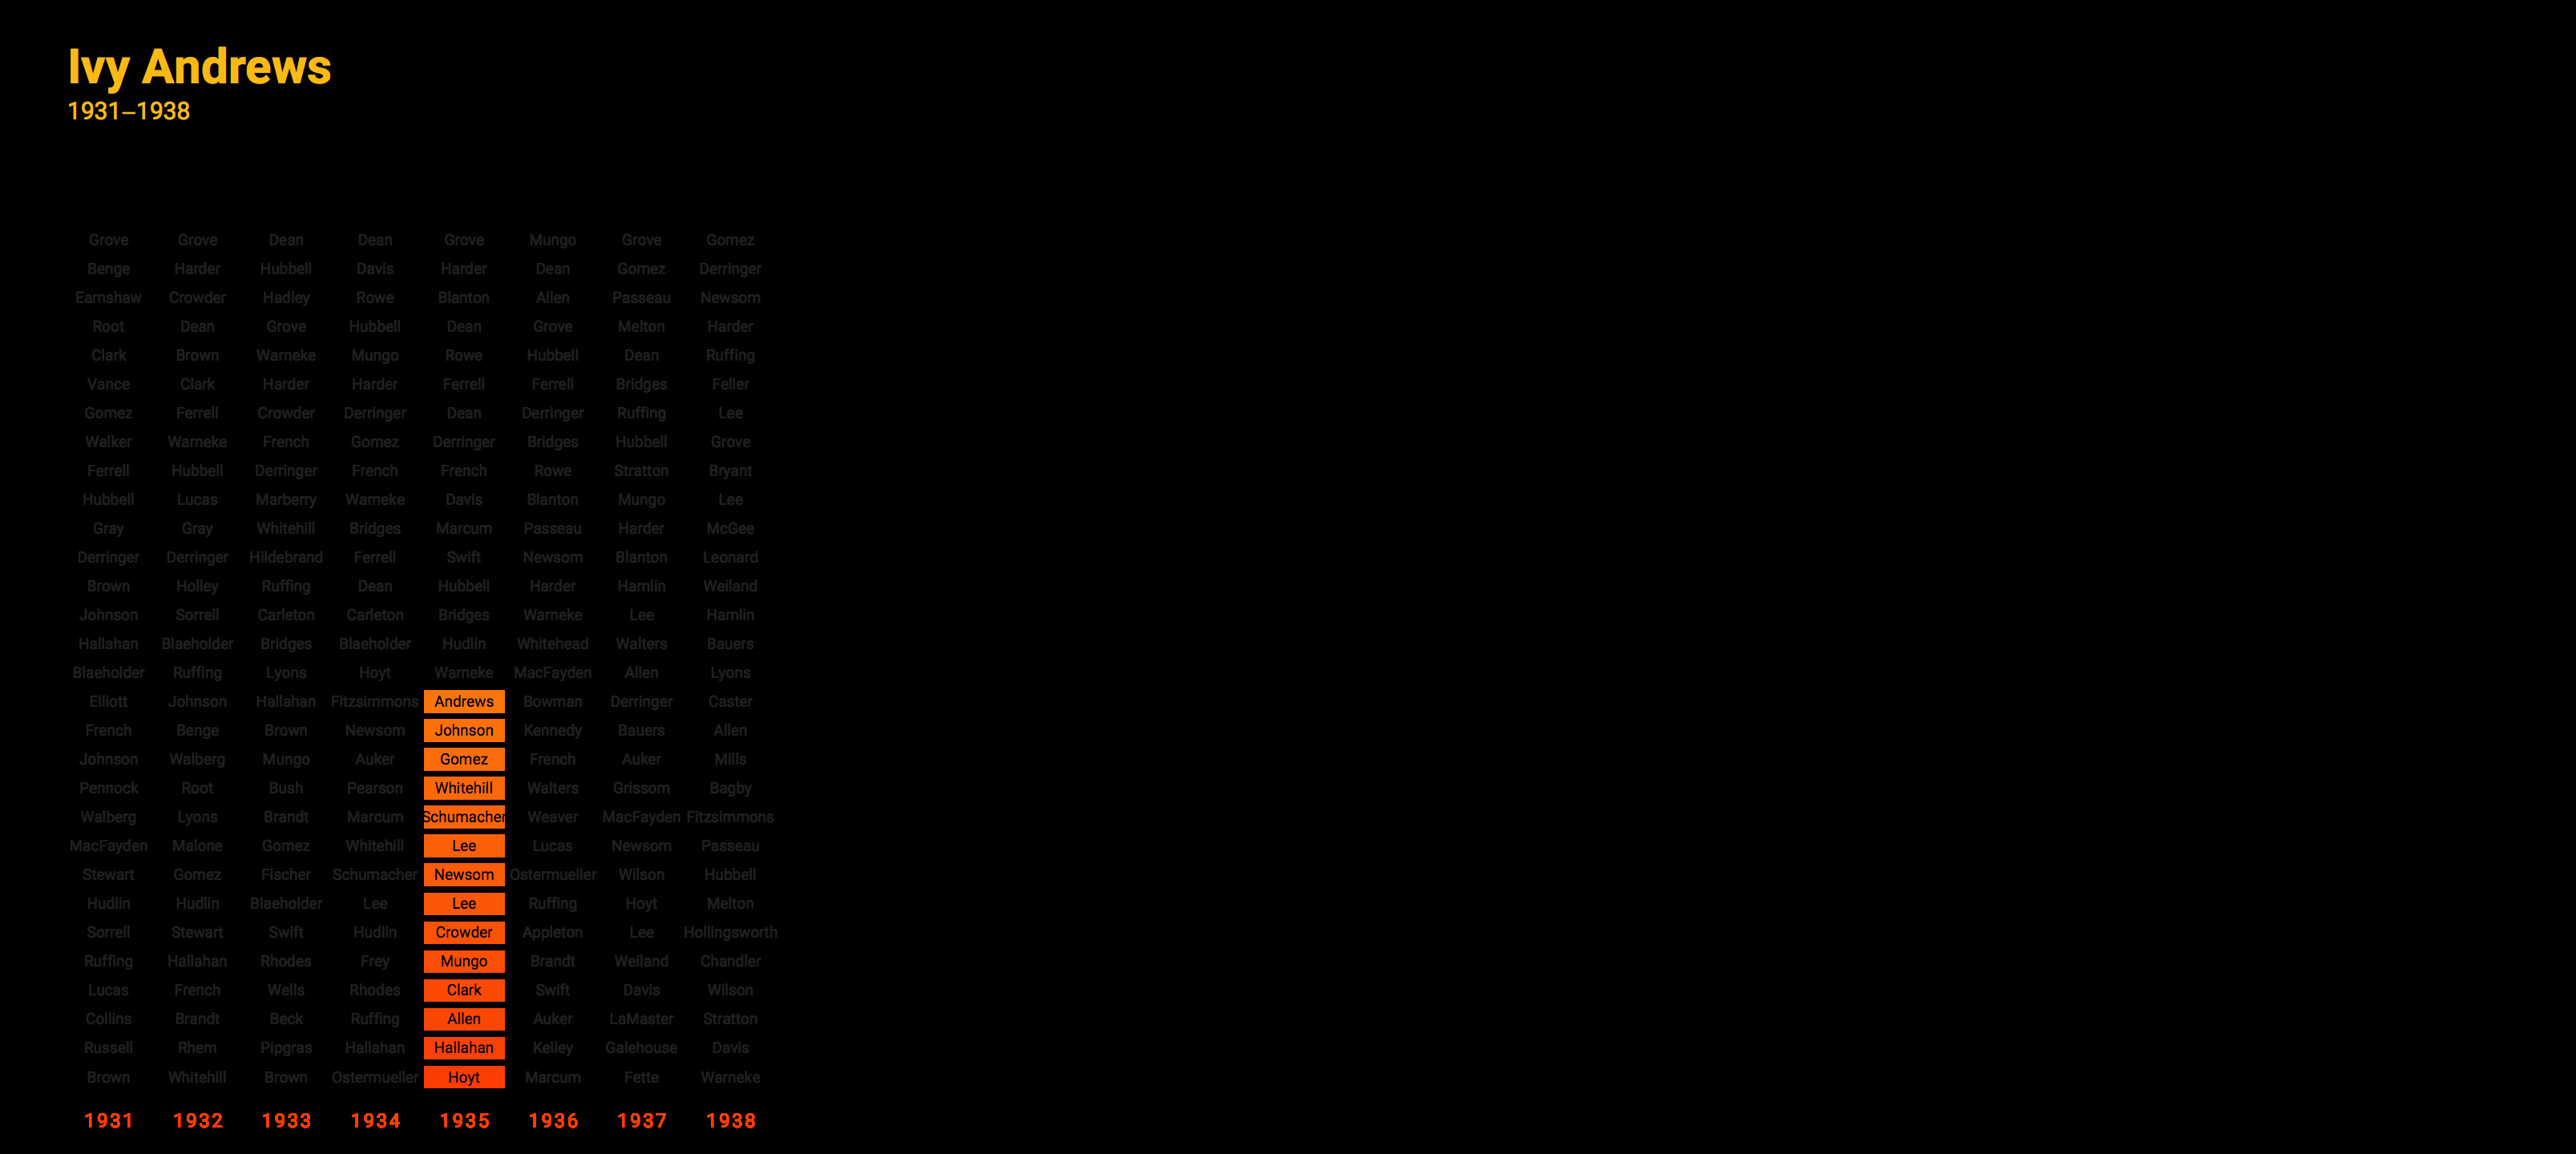 Ivy Andrews
1931–1938
Grove Grove Dean Dean Grove Mungo Grove Gomez
Benge Harder Hubbell Davis Harder Dean Gomez Derringer
Earnshaw Crowder Hadley Rowe Blanton Allen Passeau Newsom
Root Dean Grove Hubbell Dean Grove Melton Harder
Clark Brown Warneke Mungo Rowe Hubbell Dean Ruffing
Vance Clark Harder Harder Ferrell Ferrell Bridges Feller
Gomez Ferrell Crowder Derringer Dean Derringer Ruffing Lee
Walker Warneke French Gomez Derringer Bridges Hubbell Grove
Ferrell Hubbell Derringer French French Rowe Stratton Bryant
Hubbell Lucas Marberry Warneke Davis Blanton Mungo Lee
Gray Gray Whitehill Bridges Marcum Passeau Harder McGee
Derringer Derringer Hildebrand Ferrell Swift Newsom Blanton Leonard
Brown Holley Ruffing Dean Hubbell Harder Hamlin Weiland
Johnson Sorrell Carleton Carleton Bridges Warneke Lee Hamlin
Hallahan Blaeholder Bridges Blaeholder Hudlin Whitehead Walters Bauers
Blaeholder Ruffing Lyons Hoyt Warneke MacFayden Allen Lyons
Elliott Johnson Hallahan Fitzsimmons Andrews Bowman Derringer Caster
French Benge Brown Newsom Johnson Kennedy Bauers Allen
Johnson Walberg Mungo Auker Gomez French Auker Mills
Pennock Root Bush Pearson Whitehill Walters Grissom Bagby
Walberg Lyons Brandt Marcum Schumacher Weaver MacFayden Fitzsimmons
MacFayden Malone Gomez Whitehill Lee Lucas Newsom Passeau
Stewart Gomez Fischer Schumacher Newsom Ostermueller Wilson Hubbell
Hudlin Hudlin Blaeholder Lee Lee Ruffing Hoyt Melton
Sorrell Stewart Swift Hudlin Crowder Appleton Lee Hollingsworth
Ruffing Hallahan Rhodes Frey Mungo Brandt Weiland Chandler
Lucas French Wells Rhodes Clark Swift Davis Wilson
Collins Brandt Beck Ruffing Allen Auker LaMaster Stratton
Russell Rhem Pipgras Hallahan Hallahan Kelley Galehouse Davis
Brown Whitehill Brown Ostermueller Hoyt Marcum Fette Warneke
1931 1932 1933 1934 1935 1936 1937 1938